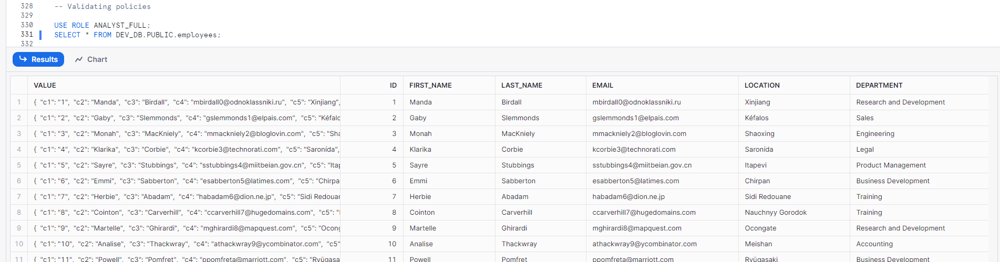 328 -- Validating policies
329
330 USE ROLE ANALYST_FULL;
331 SELECT * FROM DEV_DB.PUBLIC.employees;
332
Results Chart
VALUE ID FIRST_NAME LAST_NAME EMAIL LOCATION DEPARTMENT
1 { "c1": "1", "c2": "Manda", "c3": "Birdall", "c4": "mbirdall0@odnoklassniki.ru", "c5": "Xinjiang", 1 Manda Birdall mbirdall0@odnoklassniki.ru Xinjiang Research and Development
2 { "c1": "2", "c2": "Gaby", "c3": "Slemmonds", "c4": "gslemmonds1@elpais.com", "c5": "Kéfalo 2 Gaby Slemmonds gslemmonds1@elpais.com Kéfalos Sales
3 { "c1": "3", "c2": "Monah", "c3": "MacKniely", "c4": "mmackniely2@bloglovin.com", "c5": "Sha 3 Monah MacKniely mmackniely2@bloglovin.com Shaoxing Engineering
4 { "c1": "4", "c2": "Klarika", "c3": "Corbie", "c4": "kcorbie3@technorati.com", "c5": "Saronída", 4 Klarika Corbie kcorbie3@technorati.com Saronída Legal
5 { "c1": "5", "c2": "Sayre", "c3": "Stubbings", "c4": "sstubbings4@miitbeian.gov.cn", "c5": "Itap 5 Sayre Stubbings sstubbings4@miitbeian.gov.cn Itapevi Product Management
6 { "c1": "6", "c2": "Emmi", "c3": "Sabberton", "c4": "esabberton5@latimes.com", "c5": "Chirpa 6 Emmi Sabberton esabberton5@latimes.com Chirpan Business Development
7 { "c1": "7", "c2": "Herbie", "c3": "Abadam", "c4": "habadam6@dion.ne.jp", "c5": "Sidi Redouan 7 Herbie Abadam habadam6@dion.ne.jp Sidi Redouane Training
8 { "c1": "8", "c2": "Cointon", "c3": "Carverhill", "c4": "ccarverhill7@hugedomains.com", "c5": " 8 Cointon Carverhill ccarverhill7@hugedomains.com Nauchnyy Gorodok Training
9 { "c1": "9", "c2": "Martelle", "c3": "Ghirardi", "c4": "mghirardi8@mapquest.com", "c5": "Ocong 9 Martelle Ghirardi mghirardi8@mapquest.com Ocongate Research and Development
10 { "c1": "10", "c2": "Analise", "c3": "Thackwray", "c4": "athackwray9@ycombinator.com", "c5" 10 Analise Thackwray athackwray9@ycombinator.com Meishan Accounting
11 { "c1": "11", "c2": "Powell", "c3": "Pomfret", "c4": "ppomfreta@marriott.com", "c5": "Ryūgasa 11 Powell Pomfret ppomfreta@marriott.com Ryūgasaki Business Development